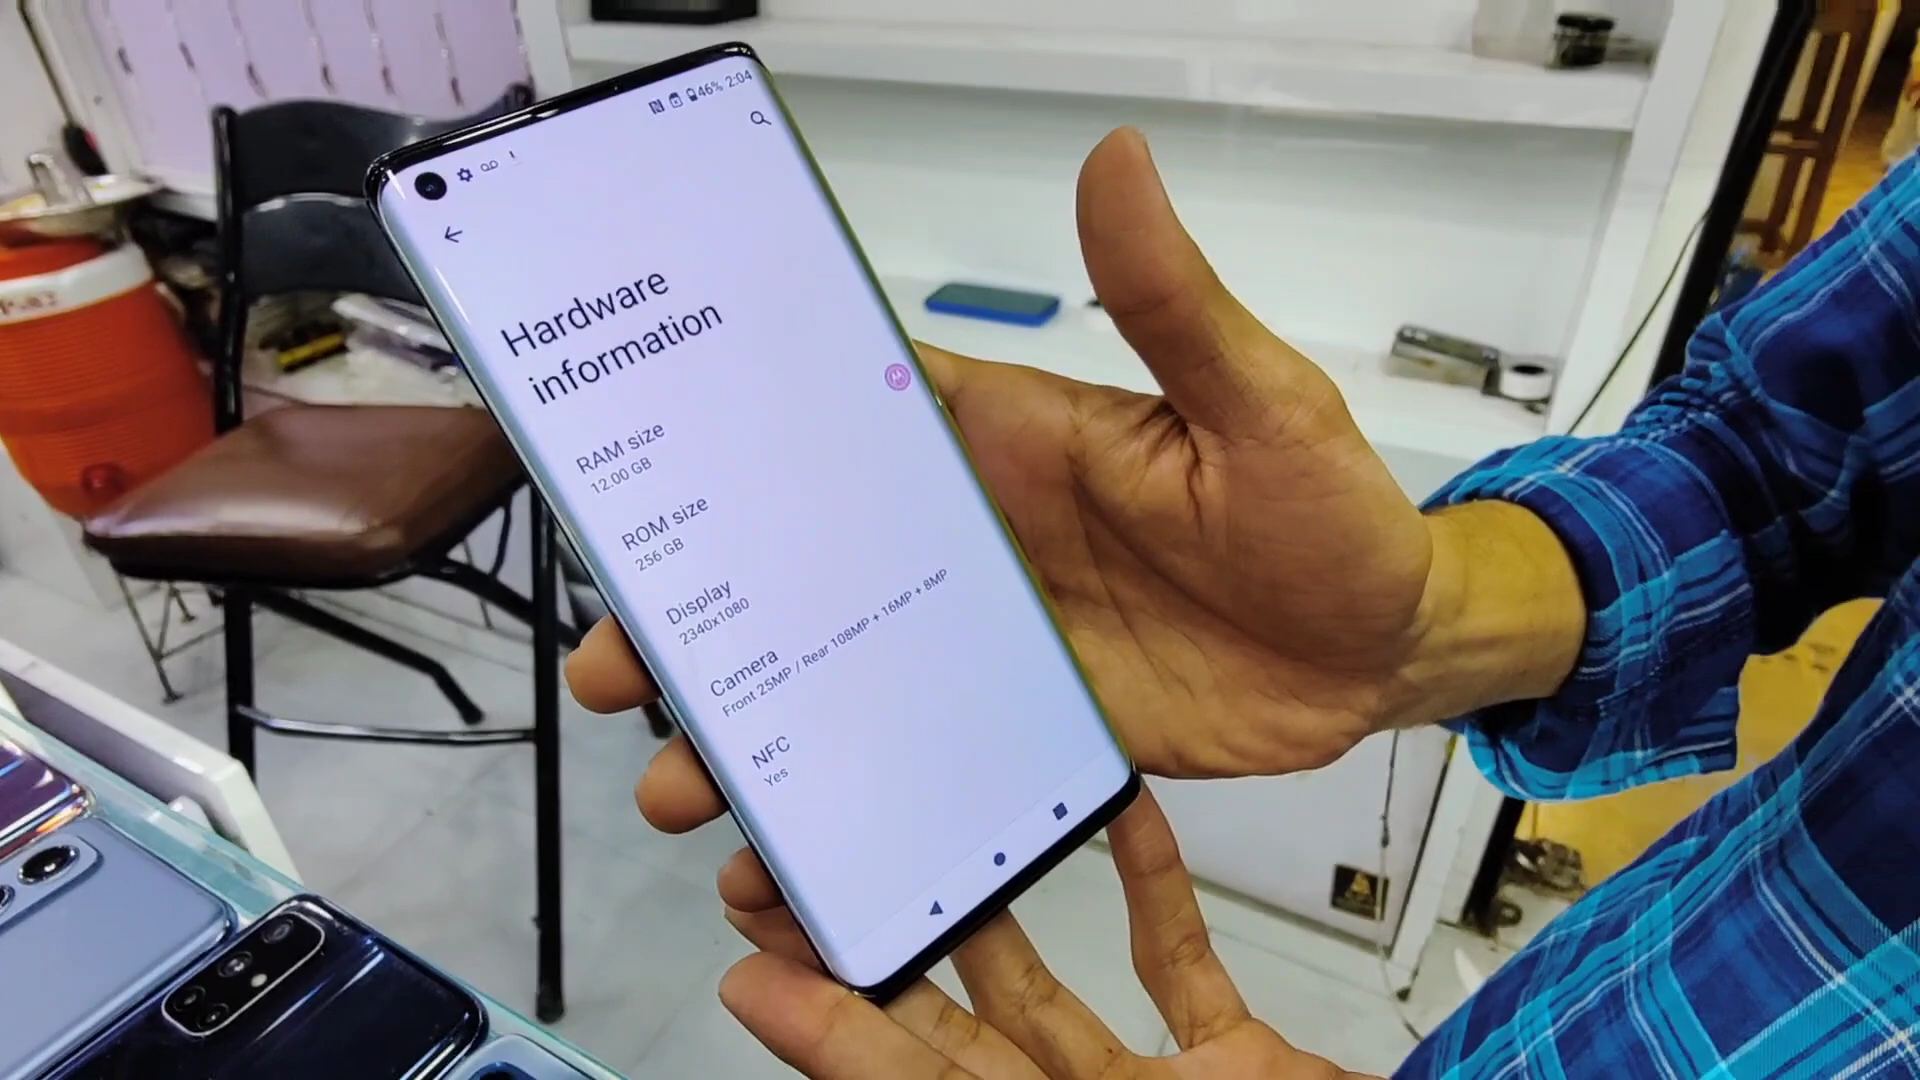 46% 2:04
Hardware
information
RAM size
12.00 GB
ROM size
256 GB
Display
2340x1080
Camera
Front 25MP / Rear 108MP + 16MP + 8MP
NFC
Yes